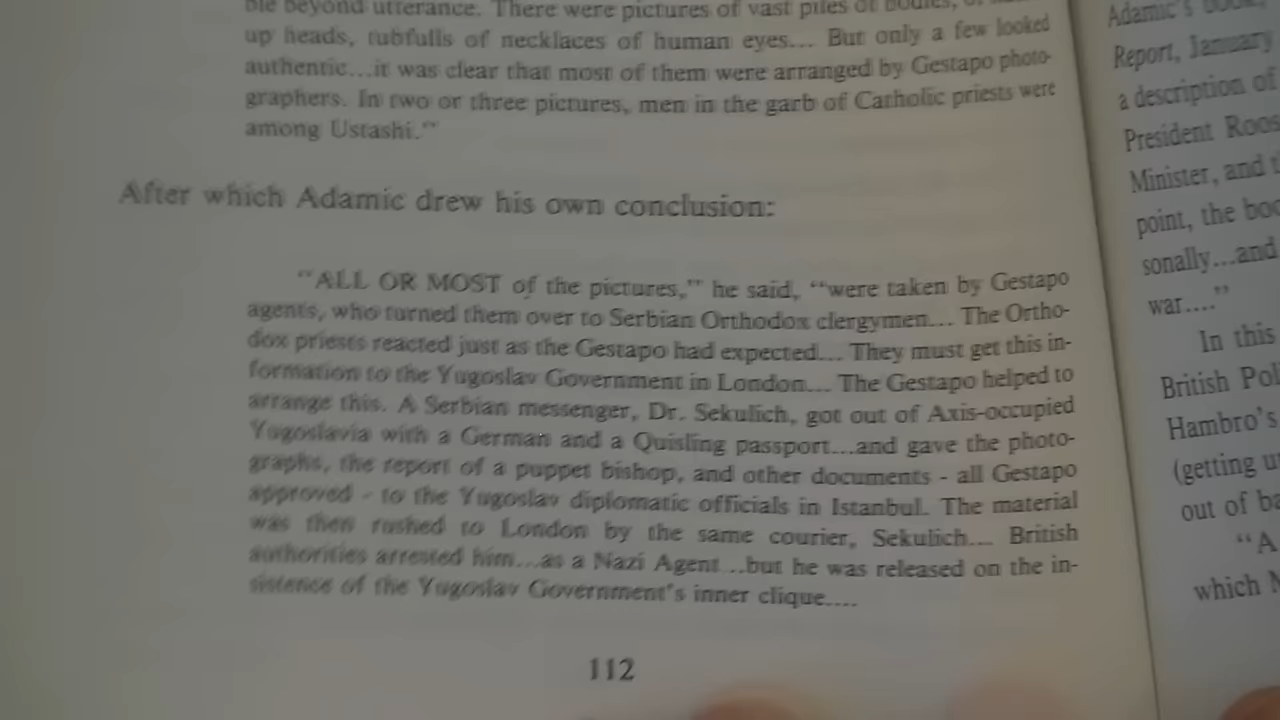 ble beyond utterance. There were pictures of vast piles of bodies, of
up heads, tubfulls of necklaces of human eyes... But only a few looked
authentic...it was clear that most of them were arranged by Gestapo photo-
graphers. In two or three pictures, men in the garb of Catholic priests were
among Ustashi."
After which Adamic drew his own conclusion:
"ALL OR MOST of the pictures," he said, "were taken by Gestapo
agents, who turned them over to Serbian Orthodox clergymen... The Ortho-
dox priests reacted just as the Gestapo had expected... They must get this in-
formation to the Yugoslav Government in London... The Gestapo helped to
arrange this. A Serbian messenger, Dr. Sekulich, got out of Axis-occupied
Yugoslavia with a German and a Quisling passport...and gave the photo-
graphs, the report of a puppet bishop, and other documents - all Gestapo
approved - to the Yugoslav diplomatic officials in Istanbul. The material
was then rushed to London by the same courier, Sekulich.... British
authorities arrested him...as a Nazi Agent...but he was released on the in-
sistence of the Yugoslav Government's inner clique....
112
Adamic's book,
Report, January
a description of
President Roos
Minister, and t
point, the boo
sonally...and
war...."
In this
British Pol
Hambro's
(getting u
out of ba
"A
which M